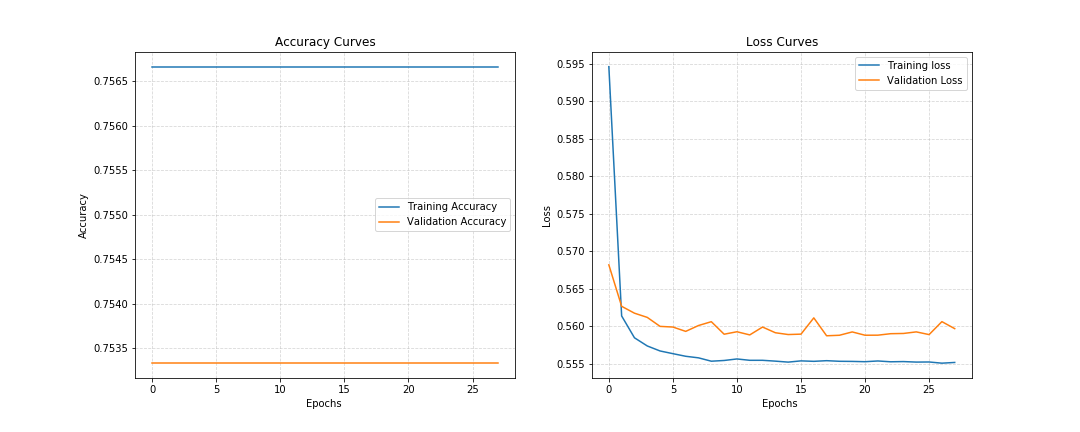 Accuracy Curves
0.7565
0.7560
0.7555
0.7550
0.7545
0.7540
0.7535
Accuracy
Training Accuracy
Validation Accuracy
0 5 10 15 20 25
Epochs
Loss Curves
0.595
0.590
0.585
0.580
0.575
0.570
0.565
0.560
0.555
Loss
Training loss
Validation Loss
0 5 10 15 20 25
Epochs